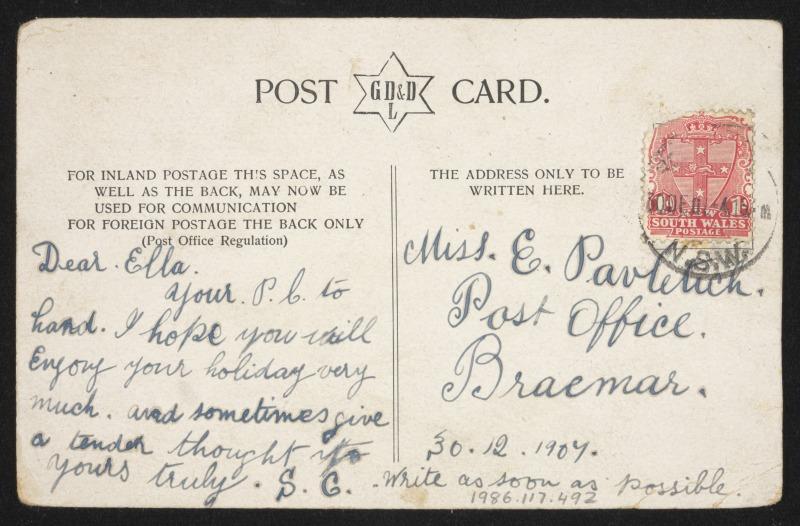 POST GDD&L CARD.
FOR INLAND POSTAGE TH'S SPACE, AS
WELL AS THE BACK, MAY NOW BE
USED FOR COMMUNICATION
FOR FOREIGN POSTAGE THE BACK ONLY
(Post Office Regulation)
Dear. Ella.
your. P.C. to
hand. I hope you will
Enjoy your holiday very
much. and sometimes give
a tender thought to
yours truly. S. G.
THE ADDRESS ONLY TO BE
WRITTEN HERE.
SOUTH WALES
POSTAGE
N.S.W.
Miss. E. Pavletich.
Post Office.
Braemar.
30.12.1907.
Write as soon as possible.
1986.117.492